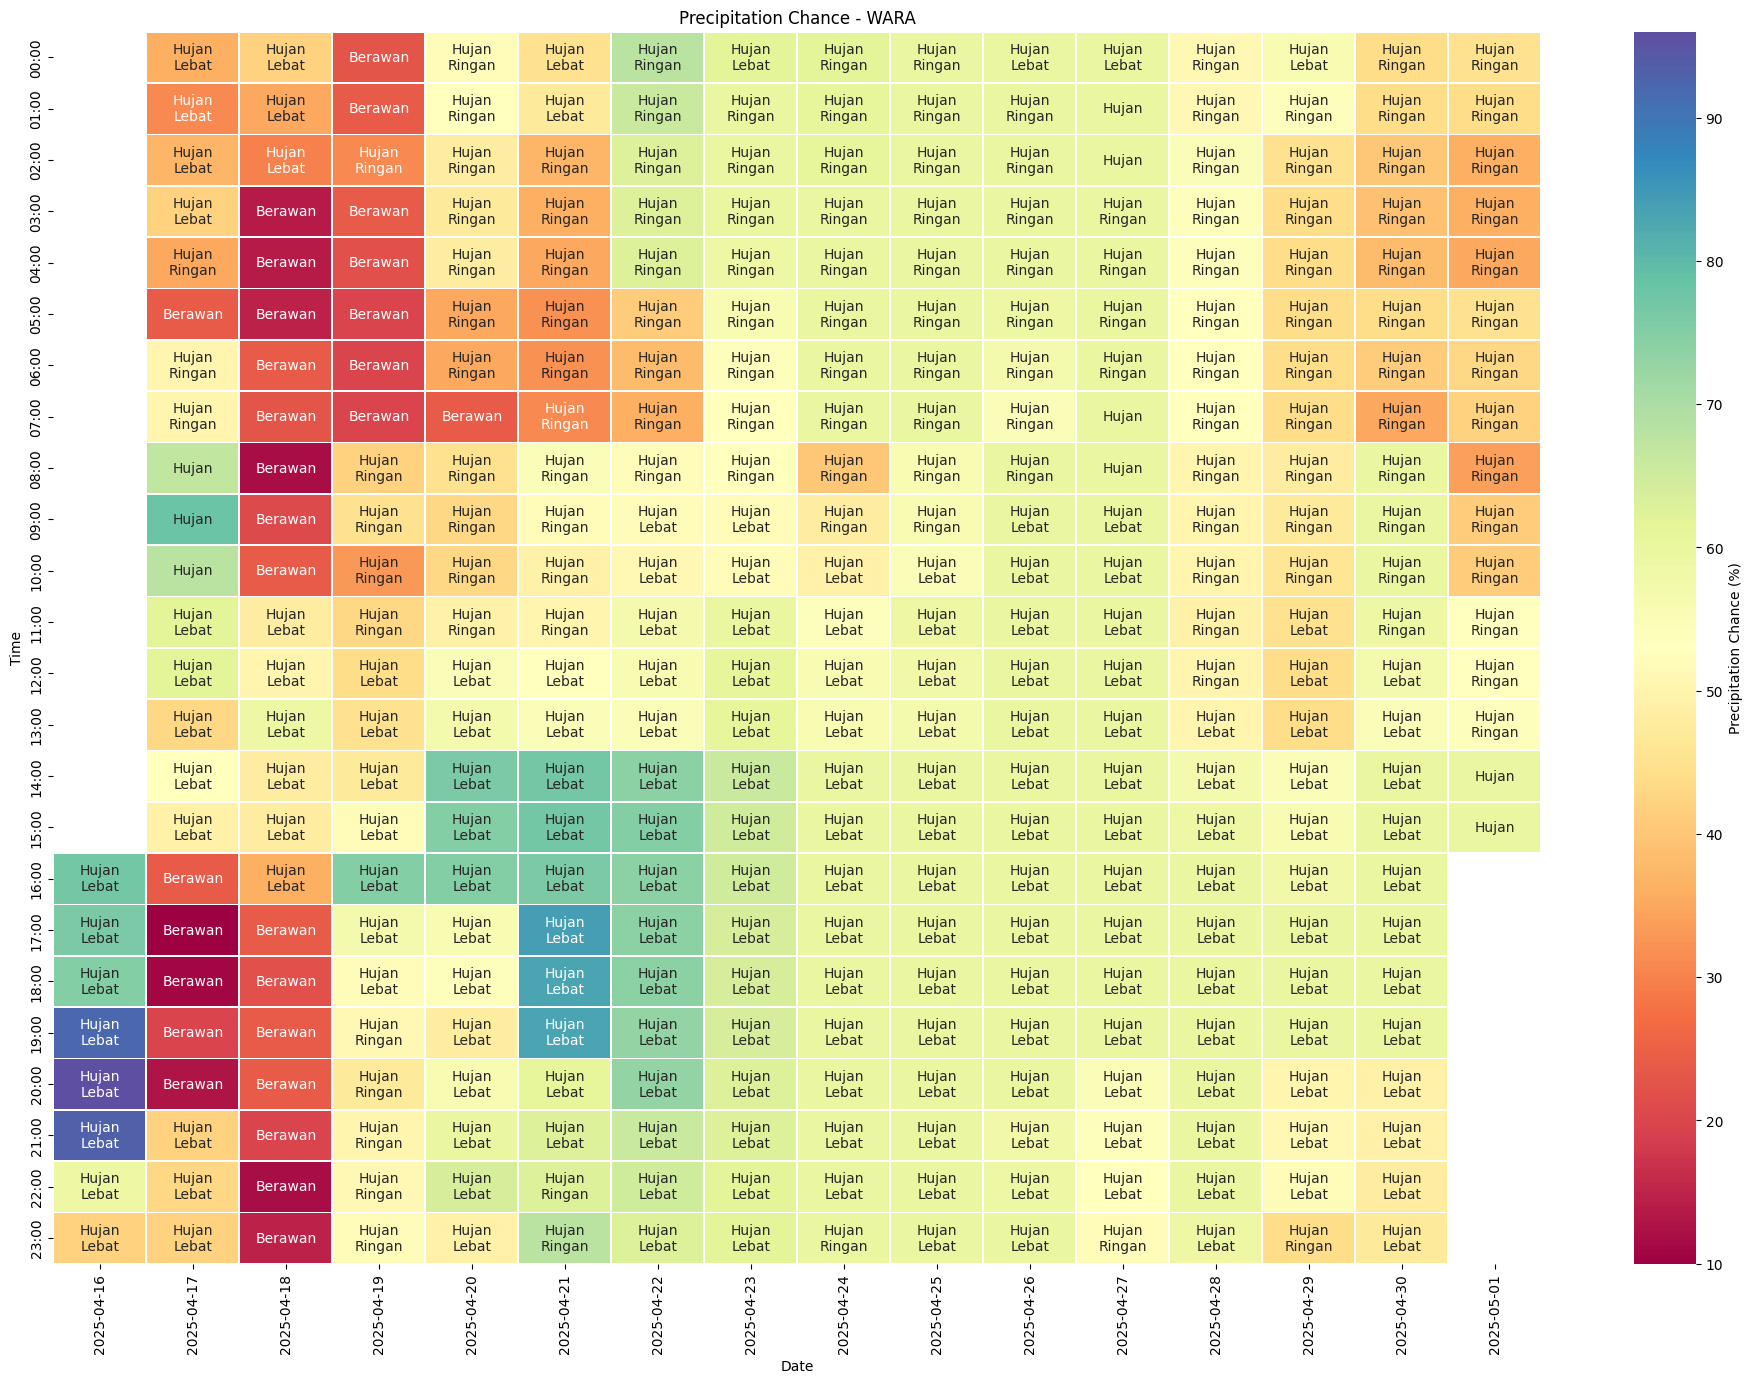 Precipitation Chance - WARA
Time
00:00 Hujan Lebat Hujan Lebat Berawan Hujan Ringan Hujan Lebat Hujan Ringan Hujan Lebat Hujan Ringan Hujan Ringan Hujan Lebat Hujan Lebat Hujan Ringan Hujan Lebat Hujan Ringan Hujan Ringan
01:00 Hujan Lebat Hujan Lebat Berawan Hujan Ringan Hujan Lebat Hujan Ringan Hujan Ringan Hujan Ringan Hujan Ringan Hujan Ringan Hujan Hujan Ringan Hujan Ringan Hujan Ringan Hujan Ringan
02:00 Hujan Lebat Hujan Lebat Hujan Ringan Hujan Ringan Hujan Ringan Hujan Ringan Hujan Ringan Hujan Ringan Hujan Ringan Hujan Ringan Hujan Hujan Ringan Hujan Ringan Hujan Ringan Hujan Ringan
03:00 Hujan Lebat Berawan Berawan Hujan Ringan Hujan Ringan Hujan Ringan Hujan Ringan Hujan Ringan Hujan Ringan Hujan Ringan Hujan Ringan Hujan Ringan Hujan Ringan Hujan Ringan Hujan Ringan
04:00 Hujan Ringan Berawan Berawan Hujan Ringan Hujan Ringan Hujan Ringan Hujan Ringan Hujan Ringan Hujan Ringan Hujan Ringan Hujan Ringan Hujan Ringan Hujan Ringan Hujan Ringan Hujan Ringan
05:00 Berawan Berawan Berawan Hujan Ringan Hujan Ringan Hujan Ringan Hujan Ringan Hujan Ringan Hujan Ringan Hujan Ringan Hujan Ringan Hujan Ringan Hujan Ringan Hujan Ringan Hujan Ringan
06:00 Hujan Ringan Berawan Berawan Hujan Ringan Hujan Ringan Hujan Ringan Hujan Ringan Hujan Ringan Hujan Ringan Hujan Ringan Hujan Ringan Hujan Ringan Hujan Ringan Hujan Ringan Hujan Ringan
07:00 Hujan Ringan Berawan Berawan Berawan Hujan Ringan Hujan Ringan Hujan Ringan Hujan Ringan Hujan Ringan Hujan Ringan Hujan Hujan Ringan Hujan Ringan Hujan Ringan Hujan Ringan
08:00 Hujan Berawan Hujan Ringan Hujan Ringan Hujan Ringan Hujan Ringan Hujan Ringan Hujan Ringan Hujan Ringan Hujan Ringan Hujan Hujan Ringan Hujan Ringan Hujan Ringan Hujan Ringan
09:00 Hujan Berawan Hujan Ringan Hujan Ringan Hujan Ringan Hujan Lebat Hujan Lebat Hujan Ringan Hujan Ringan Hujan Lebat Hujan Lebat Hujan Ringan Hujan Ringan Hujan Ringan Hujan Ringan
10:00 Hujan Berawan Hujan Ringan Hujan Ringan Hujan Ringan Hujan Lebat Hujan Lebat Hujan Lebat Hujan Lebat Hujan Lebat Hujan Lebat Hujan Ringan Hujan Ringan Hujan Ringan Hujan Ringan
11:00 Hujan Lebat Hujan Lebat Hujan Ringan Hujan Ringan Hujan Ringan Hujan Lebat Hujan Lebat Hujan Lebat Hujan Lebat Hujan Lebat Hujan Lebat Hujan Ringan Hujan Lebat Hujan Ringan Hujan Ringan
12:00 Hujan Lebat Hujan Lebat Hujan Lebat Hujan Lebat Hujan Lebat Hujan Lebat Hujan Lebat Hujan Lebat Hujan Lebat Hujan Lebat Hujan Lebat Hujan Ringan Hujan Lebat Hujan Lebat Hujan Ringan
13:00 Hujan Lebat Hujan Lebat Hujan Lebat Hujan Lebat Hujan Lebat Hujan Lebat Hujan Lebat Hujan Lebat Hujan Lebat Hujan Lebat Hujan Lebat Hujan Lebat Hujan Lebat Hujan Lebat Hujan Ringan
14:00 Hujan Lebat Hujan Lebat Hujan Lebat Hujan Lebat Hujan Lebat Hujan Lebat Hujan Lebat Hujan Lebat Hujan Lebat Hujan Lebat Hujan Lebat Hujan Lebat Hujan Lebat Hujan Lebat Hujan
15:00 Hujan Lebat Hujan Lebat Hujan Lebat Hujan Lebat Hujan Lebat Hujan Lebat Hujan Lebat Hujan Lebat Hujan Lebat Hujan Lebat Hujan Lebat Hujan Lebat Hujan Lebat Hujan Lebat Hujan
16:00 Hujan Lebat Berawan Hujan Lebat Hujan Lebat Hujan Lebat Hujan Lebat Hujan Lebat Hujan Lebat Hujan Lebat Hujan Lebat Hujan Lebat Hujan Lebat Hujan Lebat Hujan Lebat Hujan Lebat
17:00 Hujan Lebat Berawan Berawan Hujan Lebat Hujan Lebat Hujan Lebat Hujan Lebat Hujan Lebat Hujan Lebat Hujan Lebat Hujan Lebat Hujan Lebat Hujan Lebat Hujan Lebat Hujan Lebat
18:00 Hujan Lebat Berawan Berawan Hujan Lebat Hujan Lebat Hujan Lebat Hujan Lebat Hujan Lebat Hujan Lebat Hujan Lebat Hujan Lebat Hujan Lebat Hujan Lebat Hujan Lebat Hujan Lebat
19:00 Hujan Lebat Berawan Berawan Hujan Ringan Hujan Lebat Hujan Lebat Hujan Lebat Hujan Lebat Hujan Lebat Hujan Lebat Hujan Lebat Hujan Lebat Hujan Lebat Hujan Lebat Hujan Lebat
20:00 Hujan Lebat Berawan Berawan Hujan Ringan Hujan Lebat Hujan Lebat Hujan Lebat Hujan Lebat Hujan Lebat Hujan Lebat Hujan Lebat Hujan Lebat Hujan Lebat Hujan Lebat Hujan Lebat
21:00 Hujan Lebat Hujan Lebat Berawan Hujan Ringan Hujan Lebat Hujan Lebat Hujan Lebat Hujan Lebat Hujan Lebat Hujan Lebat Hujan Lebat Hujan Lebat Hujan Lebat Hujan Lebat Hujan Lebat
22:00 Hujan Lebat Hujan Lebat Berawan Hujan Ringan Hujan Lebat Hujan Ringan Hujan Lebat Hujan Lebat Hujan Lebat Hujan Lebat Hujan Lebat Hujan Lebat Hujan Lebat Hujan Lebat Hujan Lebat
23:00 Hujan Lebat Hujan Lebat Berawan Hujan Ringan Hujan Lebat Hujan Ringan Hujan Lebat Hujan Lebat Hujan Ringan Hujan Lebat Hujan Lebat Hujan Ringan Hujan Lebat Hujan Ringan Hujan Lebat
2025-04-16 2025-04-17 2025-04-18 2025-04-19 2025-04-20 2025-04-21 2025-04-22 2025-04-23 2025-04-24 2025-04-25 2025-04-26 2025-04-27 2025-04-28 2025-04-29 2025-04-30 2025-05-01
Date
90
80
70
60
50
40
30
20
10
Precipitation Chance (%)